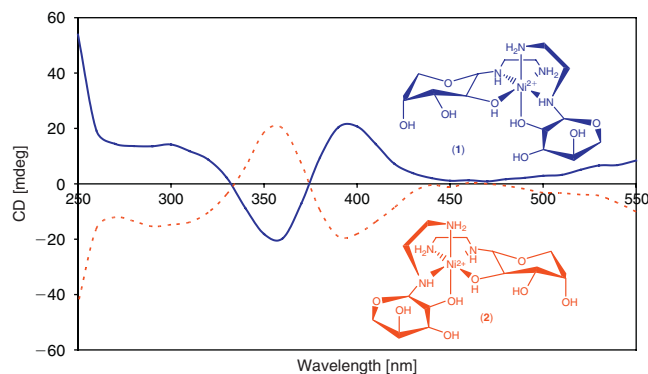 60
40
20
0
−20
−40
−60
CD [mdeg]
250
300
350
400
450
500
550
Wavelength [nm]
H₂N
O
N
H
NH₂
Ni²⁺
O
H
HN
OH
OH
HO
O
HO
OH
(1)
NH₂
H₂N
N
H
O
Ni²⁺
NH
O
H
HO
OH
O
OH
OH
HO
OH
(2)